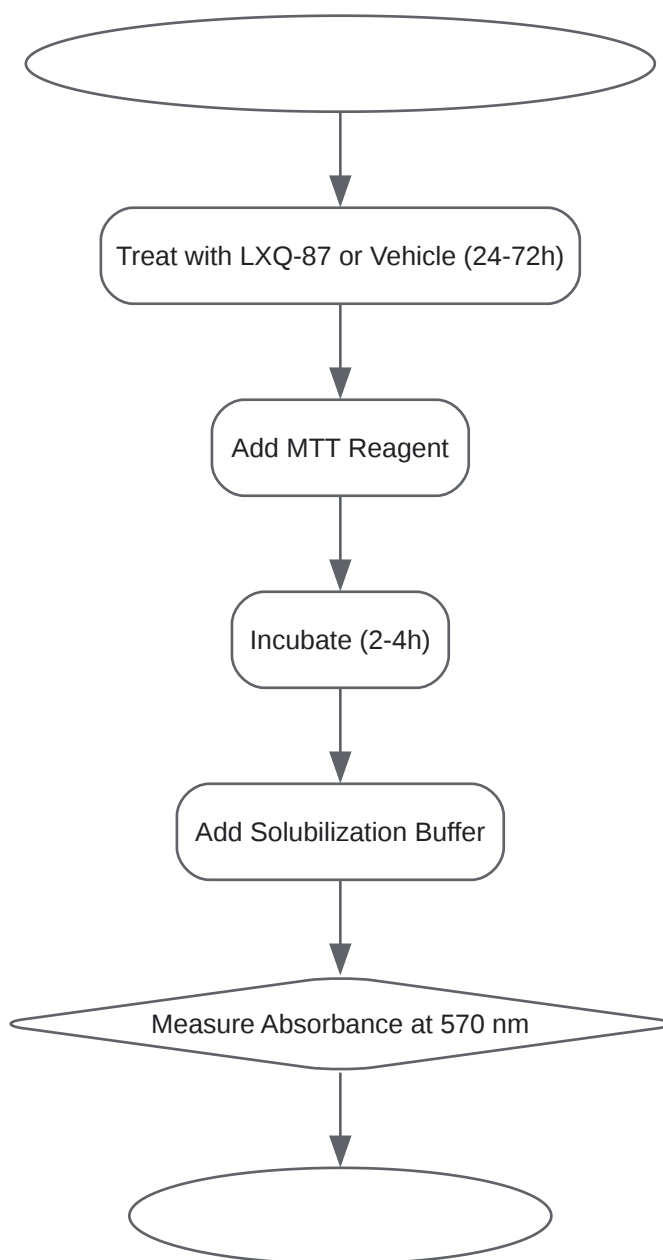 Treat with LXQ-87 or Vehicle (24-72h)
Add MTT Reagent
Incubate (2-4h)
Add Solubilization Buffer
Measure Absorbance at 570 nm